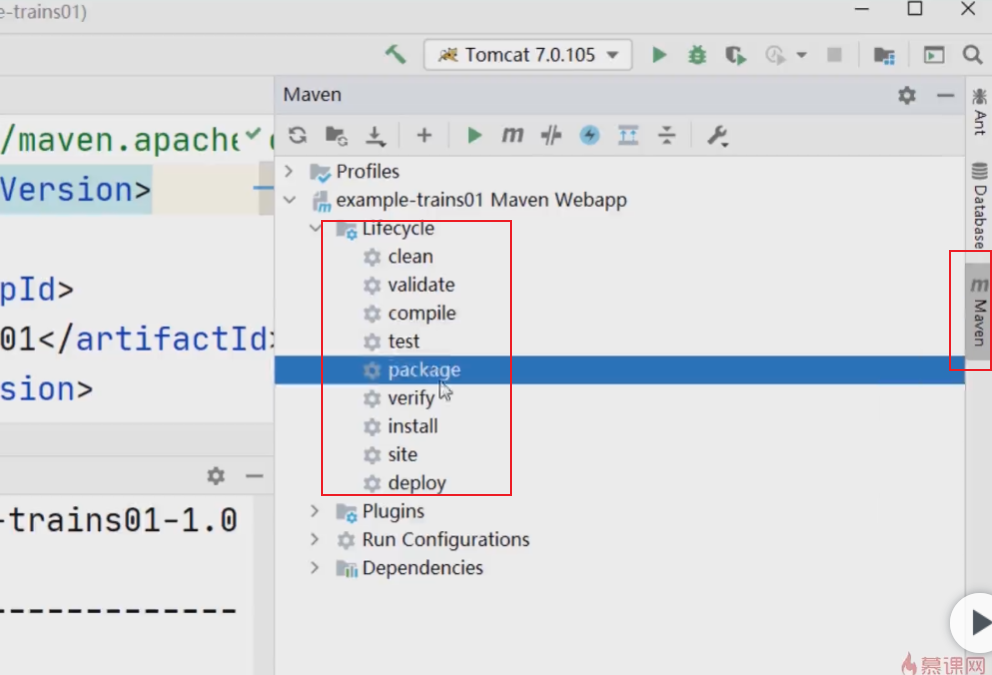 e-trains01)
Tomcat 7.0.105
Maven
/maven.apache
Version>
pId>
01</artifactId>
sion>
-trains01-1.0
-------------
Profiles
example-trains01 Maven Webapp
Lifecycle
clean
validate
compile
test
package
verify
install
site
deploy
Plugins
Run Configurations
Dependencies
Ant
Database
m Maven
慕课网